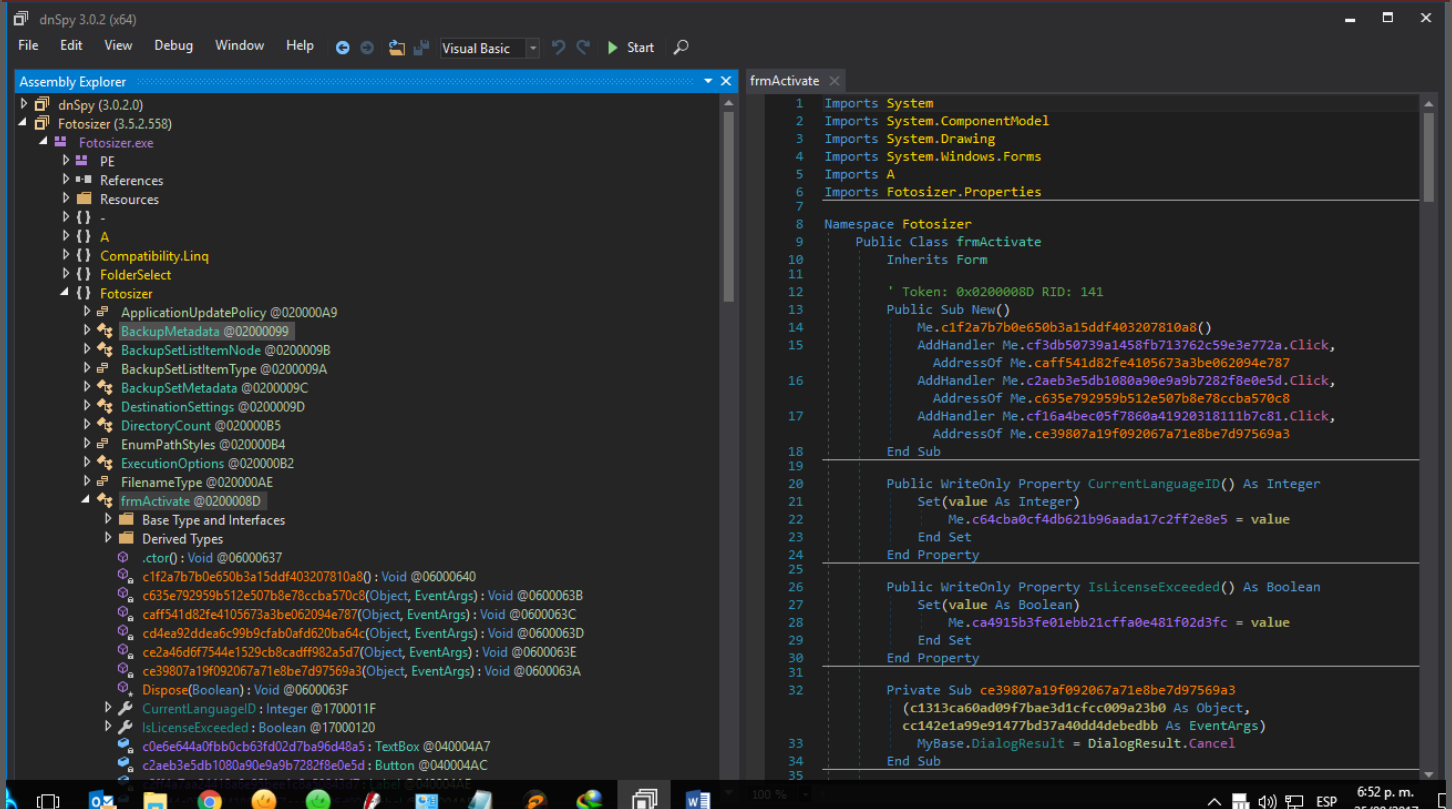 dnSpy 3.0.2 (x64)
File Edit View Debug Window Help Visual Basic Start
Assembly Explorer
dnSpy (3.0.2.0)
Fotosizer (3.5.2.558)
Fotosizer.exe
PE
References
Resources
{ } -
{ } A
{ } Compatibility.Linq
{ } FolderSelect
{ } Fotosizer
ApplicationUpdatePolicy @020000A9
BackupMetadata @02000099
BackupSetListItemNode @0200009B
BackupSetListItemType @0200009A
BackupSetMetadata @0200009C
DestinationSettings @0200009D
DirectoryCount @020000B5
EnumPathStyles @020000B4
ExecutionOptions @020000B2
FilenameType @020000AE
frmActivate @0200008D
Base Type and Interfaces
Derived Types
.ctor() : Void @06000637
c1f2a7b7b0e650b3a15ddf403207810a8() : Void @06000640
c635e792959b512e507b8e78ccba570c8(Object, EventArgs) : Void @0600063B
caff541d82fe4105673a3be062094e787(Object, EventArgs) : Void @0600063C
cd4ea92ddea6c99b9cfab0afd620ba64c(Object, EventArgs) : Void @0600063D
ce2a46d6f7544e1529cb8cadff982a5d7(Object, EventArgs) : Void @0600063E
ce39807a19f092067a71e8be7d97569a3(Object, EventArgs) : Void @0600063A
Dispose(Boolean) : Void @0600063F
CurrentLanguageID : Integer @1700011F
IsLicenseExceeded : Boolean @17000120
c0e6e644a0fbb0cb63fd02d7ba96d48a5 : TextBox @040004A7
c2aeb3e5db1080a90e9a9b7282f8e0e5d : Button @040004AC
frmActivate
1 Imports System
2 Imports System.ComponentModel
3 Imports System.Drawing
4 Imports System.Windows.Forms
5 Imports A
6 Imports Fotosizer.Properties
7
8 Namespace Fotosizer
9 Public Class frmActivate
10 Inherits Form
11
12 ' Token: 0x0200008D RID: 141
13 Public Sub New()
14 Me.c1f2a7b7b0e650b3a15ddf403207810a8()
15 AddHandler Me.cf3db50739a1458fb713762c59e3e772a.Click,
AddressOf Me.caff541d82fe4105673a3be062094e787
16 AddHandler Me.c2aeb3e5db1080a90e9a9b7282f8e0e5d.Click,
AddressOf Me.c635e792959b512e507b8e78ccba570c8
17 AddHandler Me.cf16a4bec05f7860a41920318111b7c81.Click,
AddressOf Me.ce39807a19f092067a71e8be7d97569a3
18 End Sub
19
20 Public WriteOnly Property CurrentLanguageID() As Integer
21 Set(value As Integer)
22 Me.c64cba0cf4db621b96aada17c2ff2e8e5 = value
23 End Set
24 End Property
25
26 Public WriteOnly Property IsLicenseExceeded() As Boolean
27 Set(value As Boolean)
28 Me.ca4915b3fe01ebb21cffa0e481f02d3fc = value
29 End Set
30 End Property
31
32 Private Sub ce39807a19f092067a71e8be7d97569a3
(c1313ca60ad09f7bae3d1cfcc009a23b0 As Object,
cc142e1a99e91477bd37a40dd4debedbb As EventArgs)
33 MyBase.DialogResult = DialogResult.Cancel
34 End Sub
35
100 %
ESP
6:52 p. m.